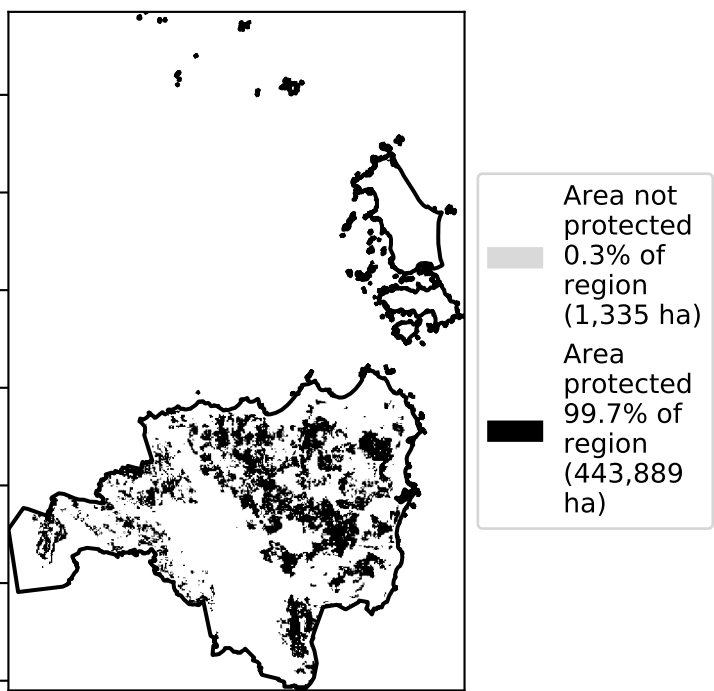 Area not
protected
0.3% of
region
(1,335 ha)
Area
protected
99.7% of
region
(443,889
ha)